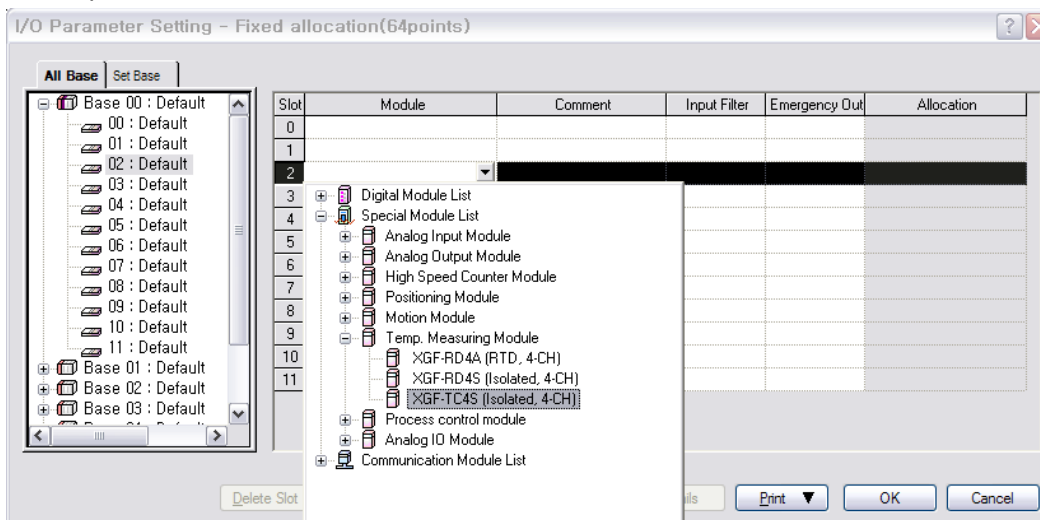 I/O Parameter Setting - Fixed allocation(64points)
All Base Set Base
Base 00 : Default
00 : Default
01 : Default
02 : Default
03 : Default
04 : Default
05 : Default
06 : Default
07 : Default
08 : Default
09 : Default
10 : Default
11 : Default
Base 01 : Default
Base 02 : Default
Base 03 : Default
Slot Module Comment Input Filter Emergency Out Allocation
0
1
2
3
4
5
6
7
8
9
10
11
Digital Module List
Special Module List
Analog Input Module
Analog Output Module
High Speed Counter Module
Positioning Module
Motion Module
Temp. Measuring Module
XGF-RD4A (RTD, 4-CH)
XGF-RD4S (Isolated, 4-CH)
XGF-TC4S (Isolated, 4-CH)
Process control module
Analog IO Module
Communication Module List
Delete Slot ils Print ▼ OK Cancel